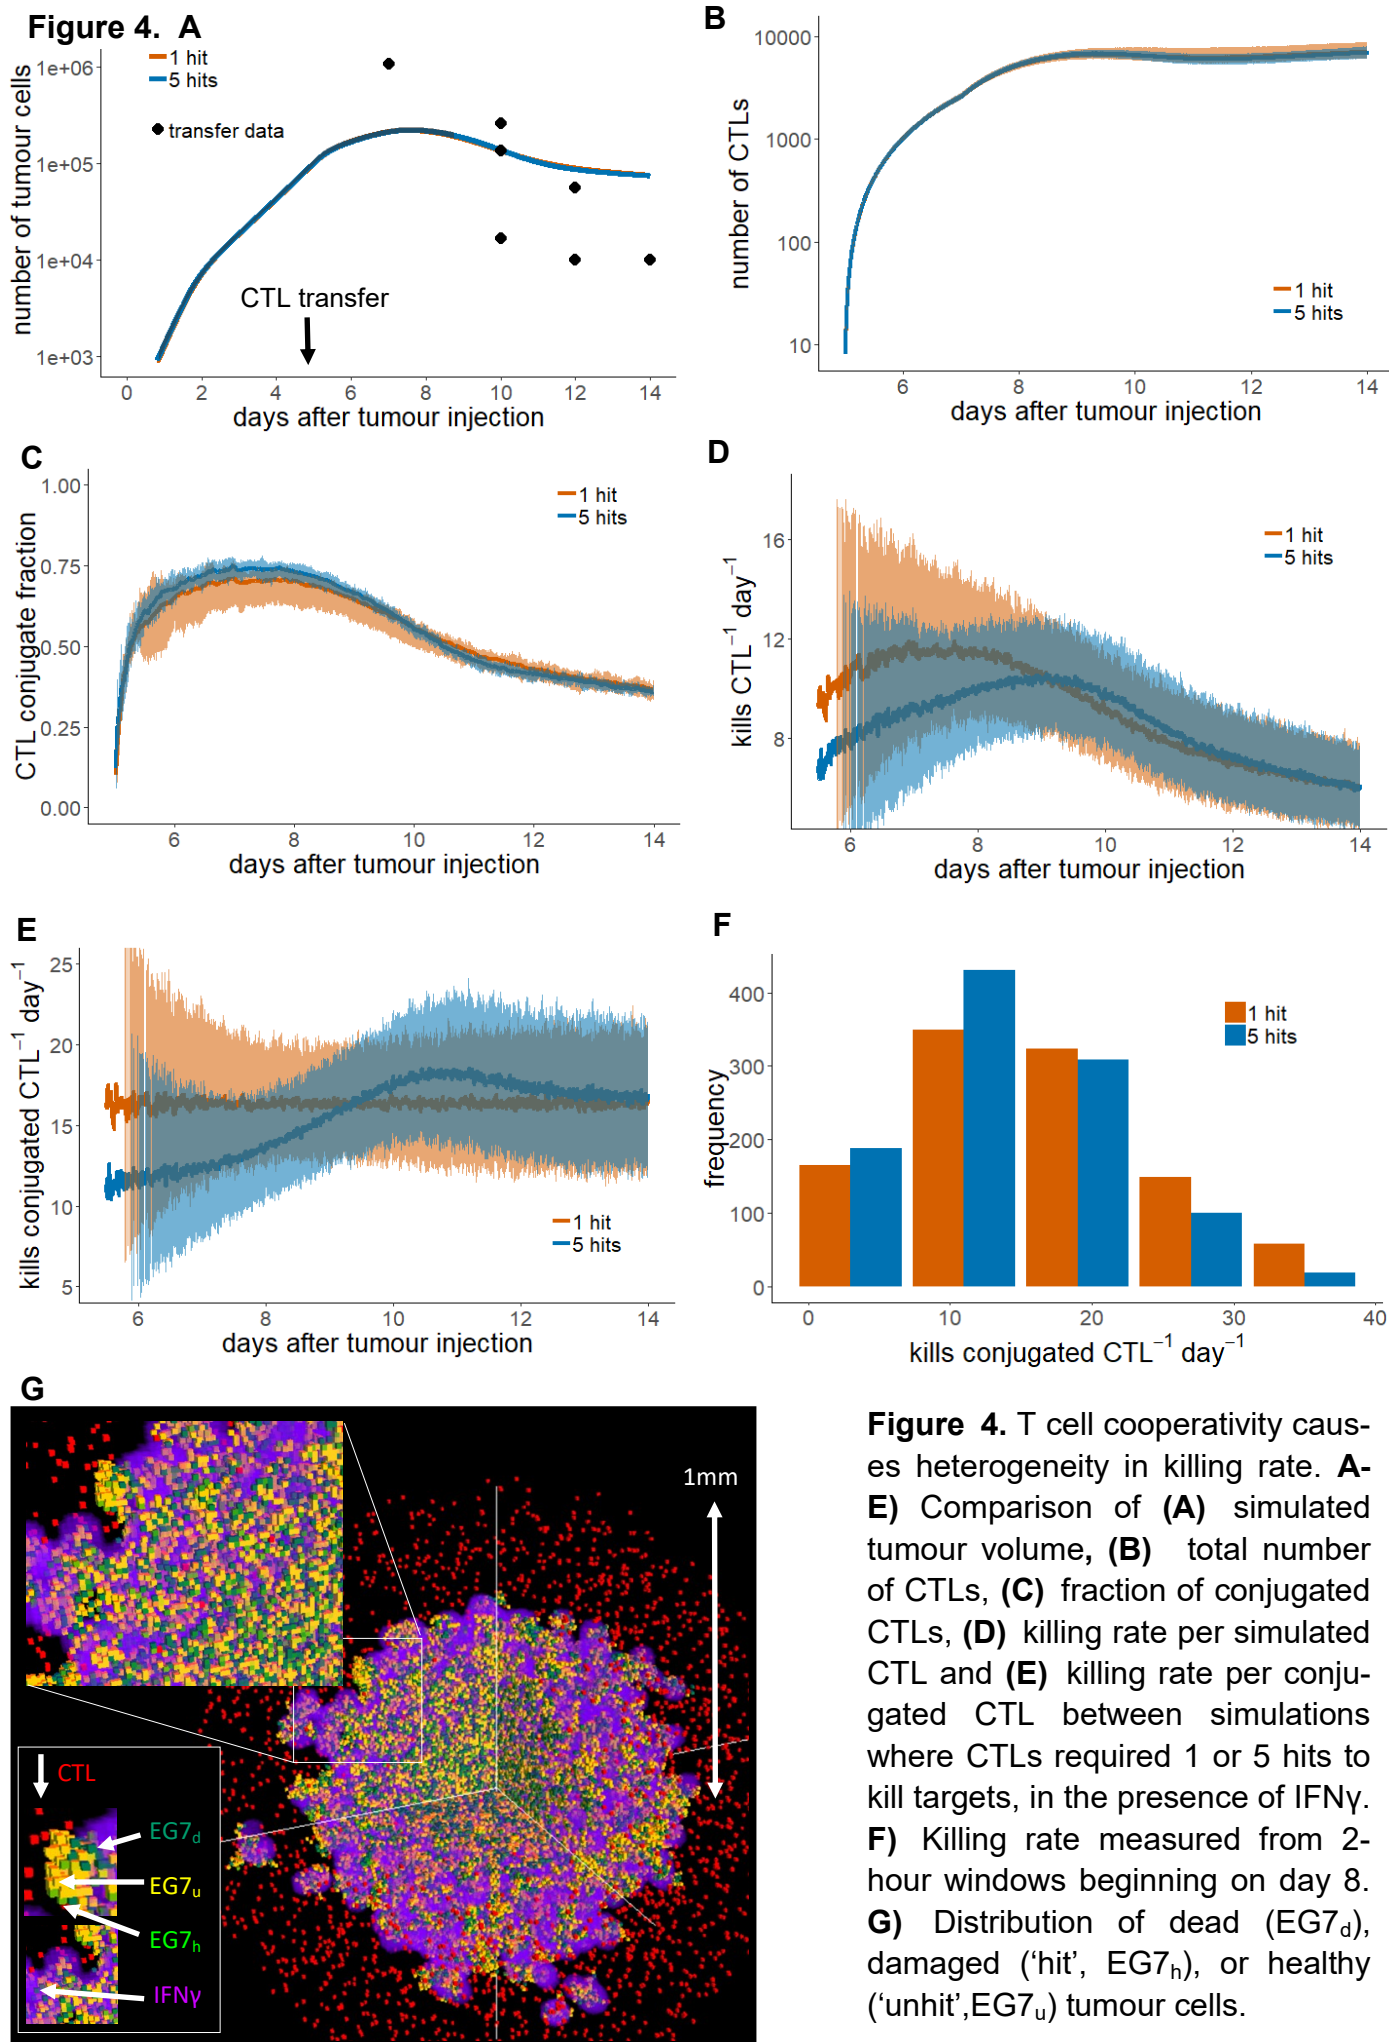 Figure 4. A
1 hit
5 hits
transfer data
1e+06
1e+05
1e+04
1e+03
number of tumour cells
CTL transfer
0 2 4 6 8 10 12 14
days after tumour injection
B
10000
1000
100
10
number of CTLs
1 hit
5 hits
6 8 10 12 14
days after tumour injection
C
1.00
0.75
0.50
0.25
0.00
CTL conjugate fraction
1 hit
5 hits
6 8 10 12 14
days after tumour injection
D
16
12
8
kills CTL⁻¹ day⁻¹
1 hit
5 hits
6 8 10 12 14
days after tumour injection
E
25
20
15
10
5
kills conjugated CTL⁻¹ day⁻¹
1 hit
5 hits
6 8 10 12 14
days after tumour injection
F
400
300
200
100
0
frequency
1 hit
5 hits
0 10 20 30 40
kills conjugated CTL⁻¹ day⁻¹
G
1mm
CTL
EG7d
EG7u
EG7h
IFNγ
Figure 4. T cell cooperativity caus-
es heterogeneity in killing rate. A-
E) Comparison of (A) simulated
tumour volume, (B) total number
of CTLs, (C) fraction of conjugated
CTLs, (D) killing rate per simulated
CTL and (E) killing rate per conju-
gated CTL between simulations
where CTLs required 1 or 5 hits to
kill targets, in the presence of IFNγ.
F) Killing rate measured from 2-
hour windows beginning on day 8.
G) Distribution of dead (EG7d),
damaged (‘hit’, EG7h), or healthy
(‘unhit’,EG7u) tumour cells.